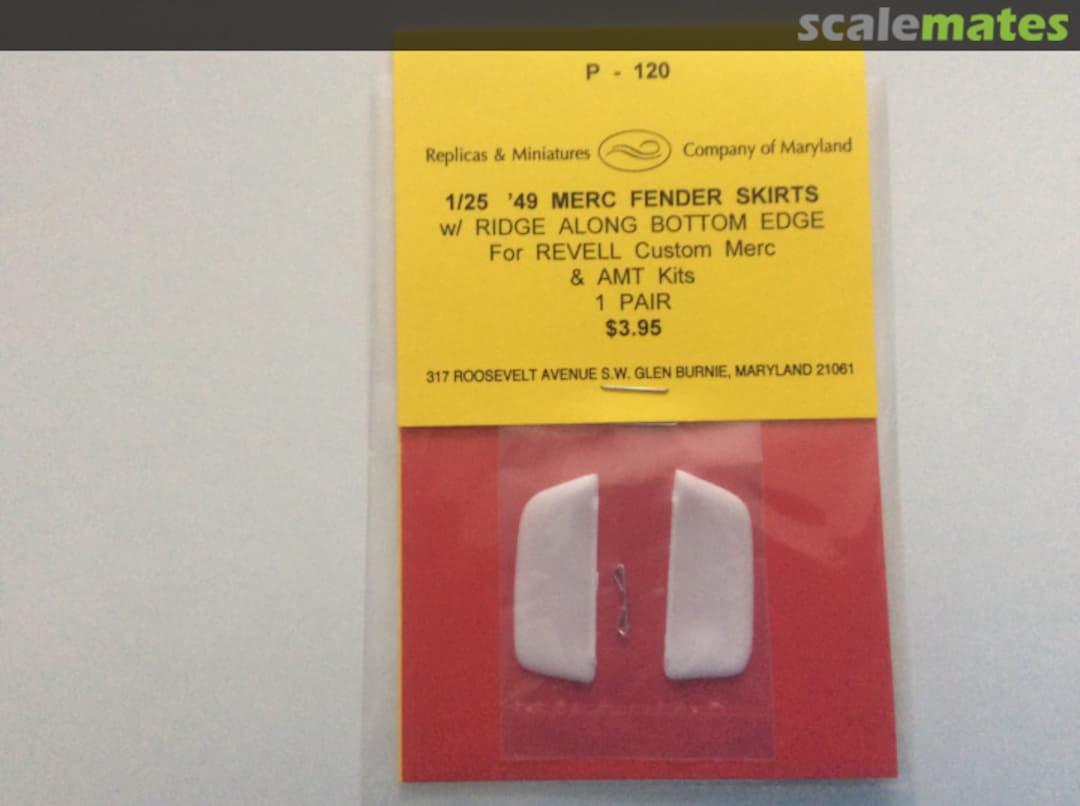 scalemates
P - 120
Replicas & Miniatures Company of Maryland
1/25 '49 MERC FENDER SKIRTS
w/ RIDGE ALONG BOTTOM EDGE
For REVELL Custom Merc
& AMT Kits
1 PAIR
$3.95
317 ROOSEVELT AVENUE S.W. GLEN BURNIE, MARYLAND 21061